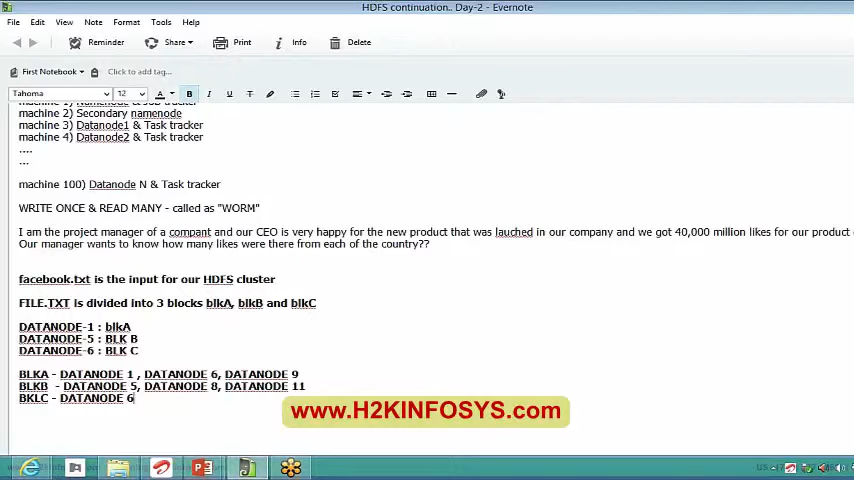 HDFS continuation.. Day-2 - Evernote
File Edit View Note Format Tools Help
Reminder Share Print Info Delete
First Notebook Click to add tag...
Tahoma 12 A B I U T
machine 1) Namenode & Job tracker
machine 2) Secondary namenode
machine 3) Datanode1 & Task tracker
machine 4) Datanode2 & Task tracker
....
...
machine 100) Datanode N & Task tracker
WRITE ONCE & READ MANY - called as "WORM"
I am the project manager of a compant and our CEO is very happy for the new product that was lauched in our company and we got 40,000 million likes for our product
Our manager wants to know how many likes were there from each of the country??
facebook.txt is the input for our HDFS cluster
FILE.TXT is divided into 3 blocks blkA, blkB and blkC
DATANODE-1 : blkA
DATANODE-5 : BLK B
DATANODE-6 : BLK C
BLKA - DATANODE 1 , DATANODE 6, DATANODE 9
BLKB - DATANODE 5, DATANODE 8, DATANODE 11
BKLC - DATANODE 6
www.H2KINFOSYS.com